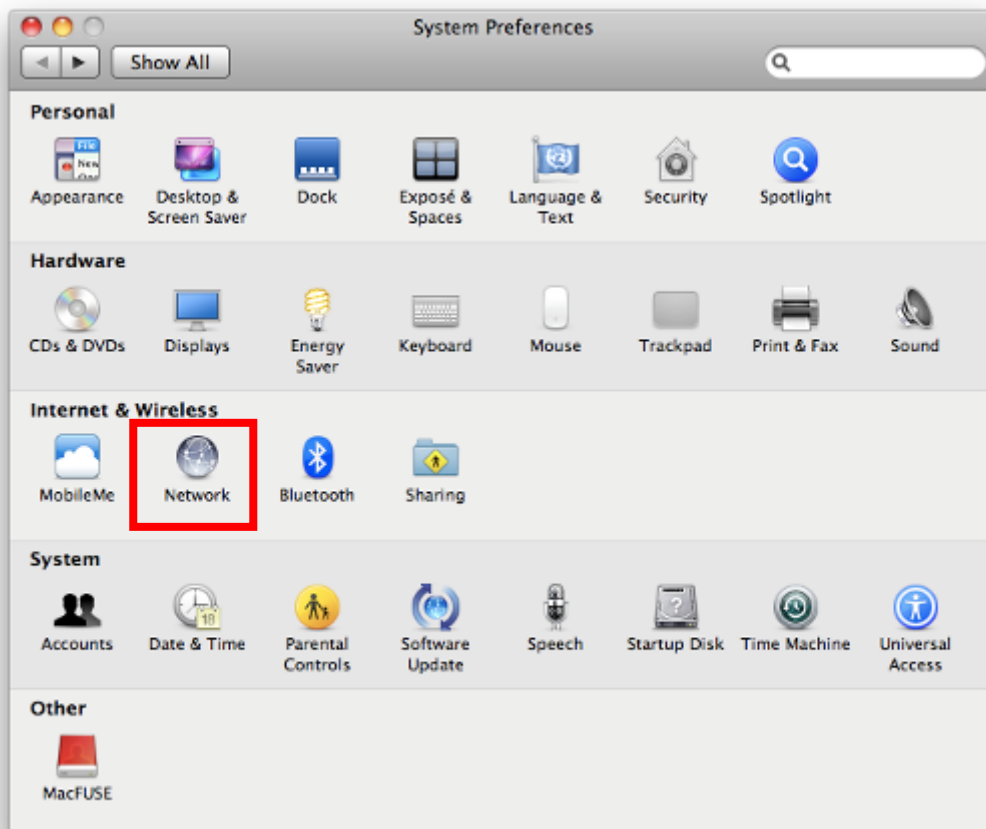 System Preferences
Show All
Personal
Appearance
Desktop &
Screen Saver
Dock
Exposé &
Spaces
Language &
Text
Security
Spotlight
Hardware
CDs & DVDs
Displays
Energy
Saver
Keyboard
Mouse
Trackpad
Print & Fax
Sound
Internet & Wireless
MobileMe
Network
Bluetooth
Sharing
System
Accounts
18
Date & Time
Parental
Controls
Software
Update
Speech
?
Startup Disk
Time Machine
Universal
Access
Other
MacFUSE